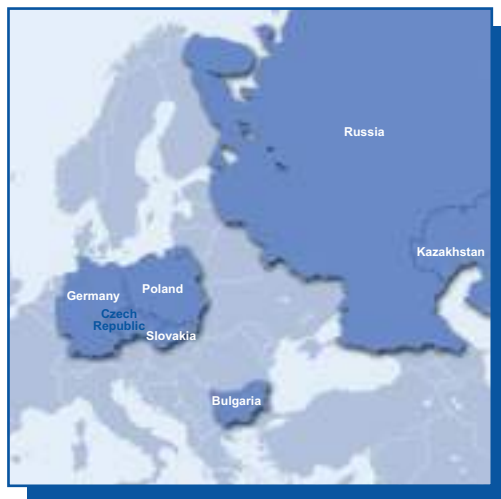 Russia
Kazakhstan
Germany
Poland
Czech
Republic
Slovakia
Bulgaria